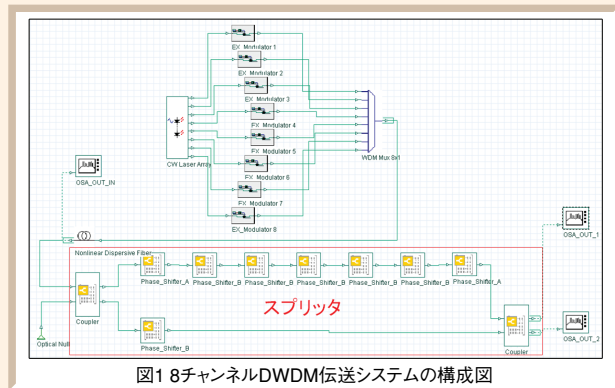 EX_Modulator 1
EX_Modulator 2
EX_Modulator 3
EX_Modulator 4
EX_Modulator 5
EX_Modulator 6
EX_Modulator 7
EX_Modulator 8
CW Laser Array
WDM Mux 8x1
OSA_OUT_IN
OSA_OUT_1
Nonlinear Dispersive Fiber
Phase_Shifter_A Phase_Shifter_B Phase_Shifter_B Phase_Shifter_B Phase_Shifter_B Phase_Shifter_B Phase_Shifter_A
スプリッタ
Coupler
Optical Null
Phase_Shifter_B
Coupler
OSA_OUT_2
図1 8チャンネルDWDM伝送システムの構成図